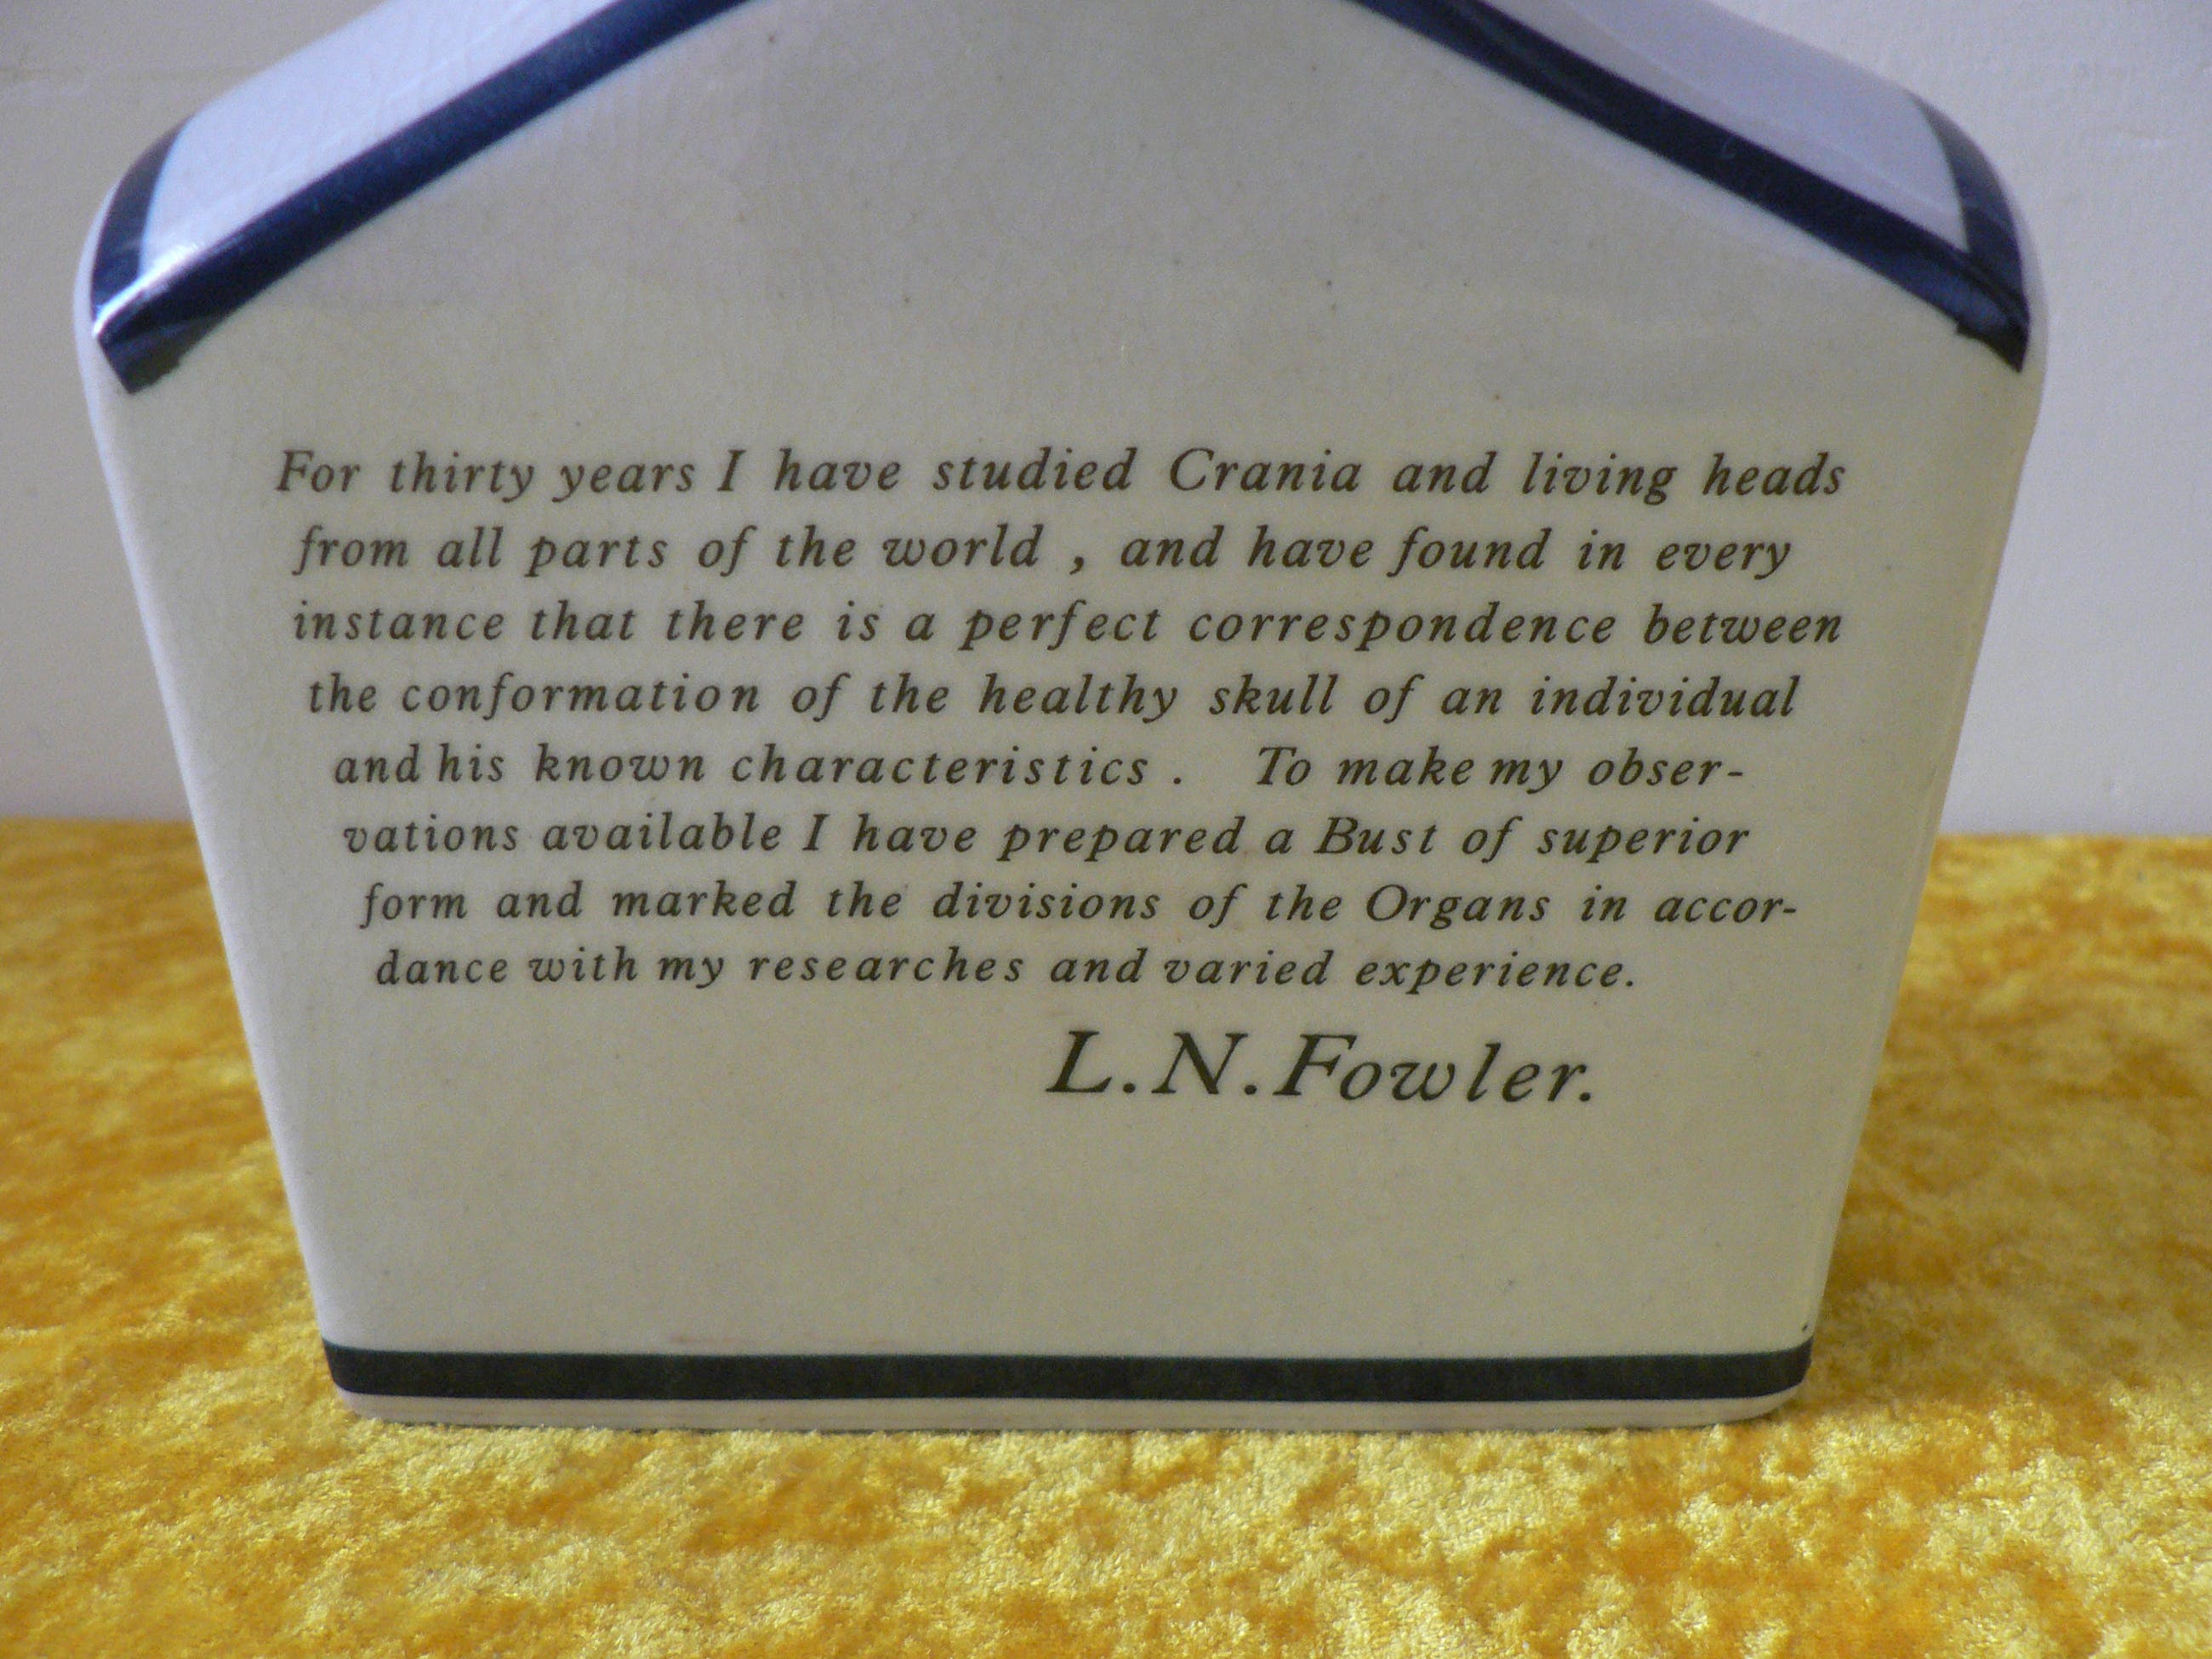 For thirty years I have studied Crania and living heads
from all parts of the world , and have found in every
instance that there is a perfect correspondence between
the conformation of the healthy skull of an individual
and his known characteristics . To make my obser-
vations available I have prepared a Bust of superior
form and marked the divisions of the Organs in accor-
dance with my researches and varied experience.
L.N.Fowler.